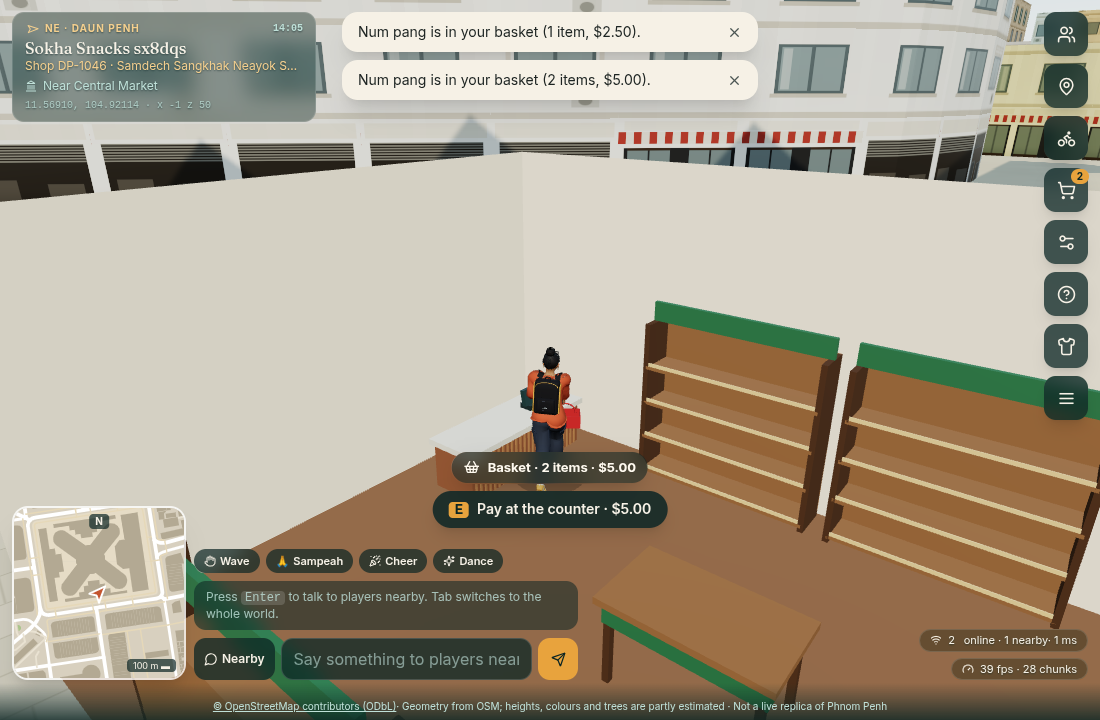 NE · DAUN PENH
14:05
Sokha Snacks sx8dqs
Shop DP-1046 · Samdech Sangkhak Neayok S...
Near Central Market
11.56910, 104.92114 · x -1 z 50
Num pang is in your basket (1 item, $2.50).
Num pang is in your basket (2 items, $5.00).
2
Basket · 2 items · $5.00
E Pay at the counter · $5.00
N
100 m
Wave
Sampeah
Cheer
Dance
Press Enter to talk to players nearby. Tab switches to the
whole world.
Nearby
Say something to players near
2 online · 1 nearby · 1 ms
39 fps · 28 chunks
© OpenStreetMap contributors (ODbL) · Geometry from OSM; heights, colours and trees are partly estimated · Not a live replica of Phnom Penh